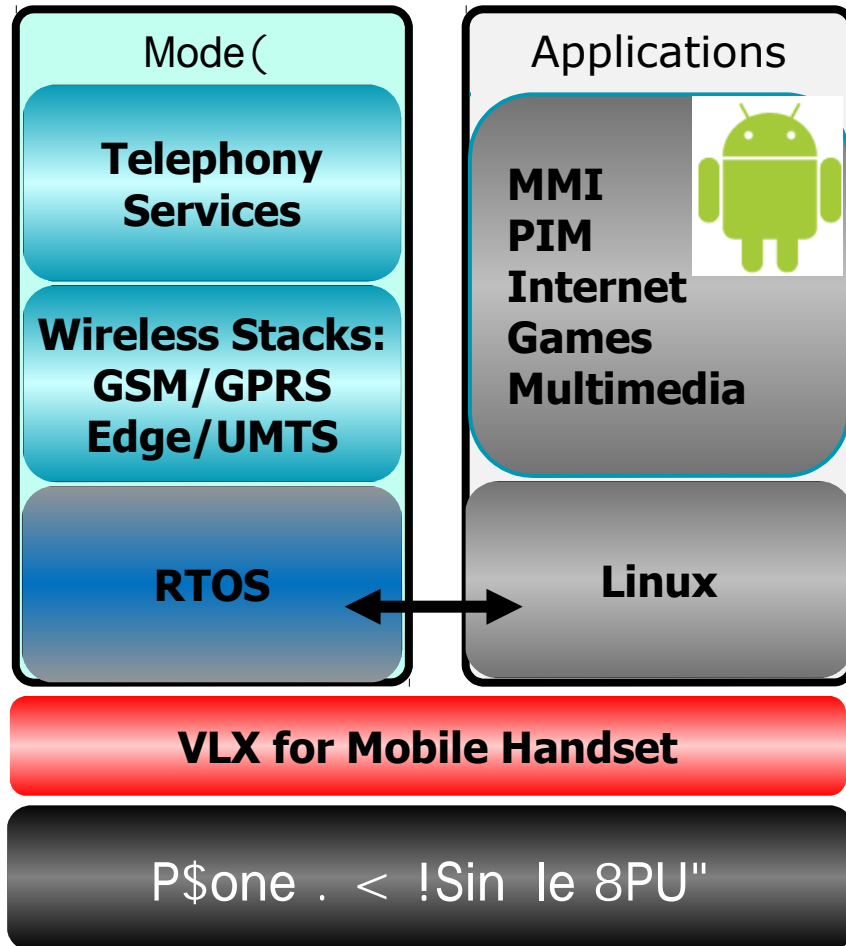 Mode(
Telephony
Services
Wireless Stacks:
GSM/GPRS
Edge/UMTS
RTOS
Applications
MMI
PIM
Internet
Games
Multimedia
Linux
VLX for Mobile Handset
P$one . < !Sin le 8PU"